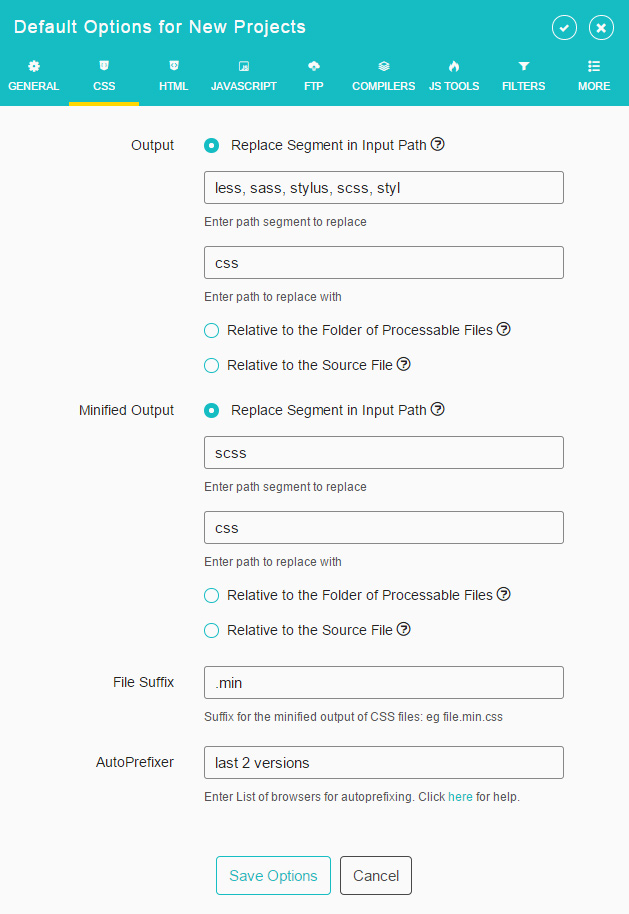 Default Options for New Projects
GENERAL CSS HTML JAVASCRIPT FTP COMPILERS JS TOOLS FILTERS MORE
Output Replace Segment in Input Path ?
less, sass, stylus, scss, styl
Enter path segment to replace
css
Enter path to replace with
Relative to the Folder of Processable Files ?
Relative to the Source File ?
Minified Output Replace Segment in Input Path ?
scss
Enter path segment to replace
css
Enter path to replace with
Relative to the Folder of Processable Files ?
Relative to the Source File ?
File Suffix .min
Suffix for the minified output of CSS files: eg file.min.css
AutoPrefixer last 2 versions
Enter List of browsers for autoprefixing. Click here for help.
Save Options Cancel